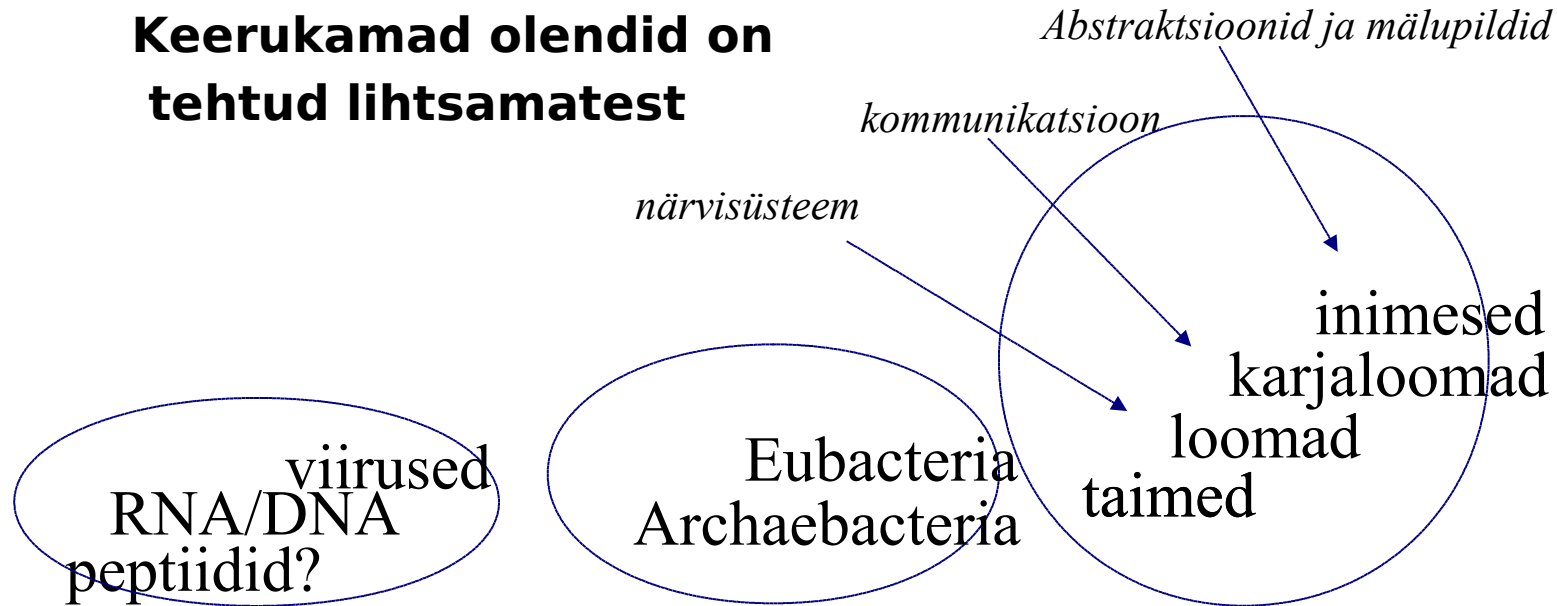 Keerukamad olendid on
tehtud lihtsamatest
Abstraktsioonid ja mälupildid
kommunikatsioon
närvisüsteem
inimesed
karjaloomad
loomad
taimed
Eubacteria
Archaebacteria
viirused
RNA/DNA
peptiidid?